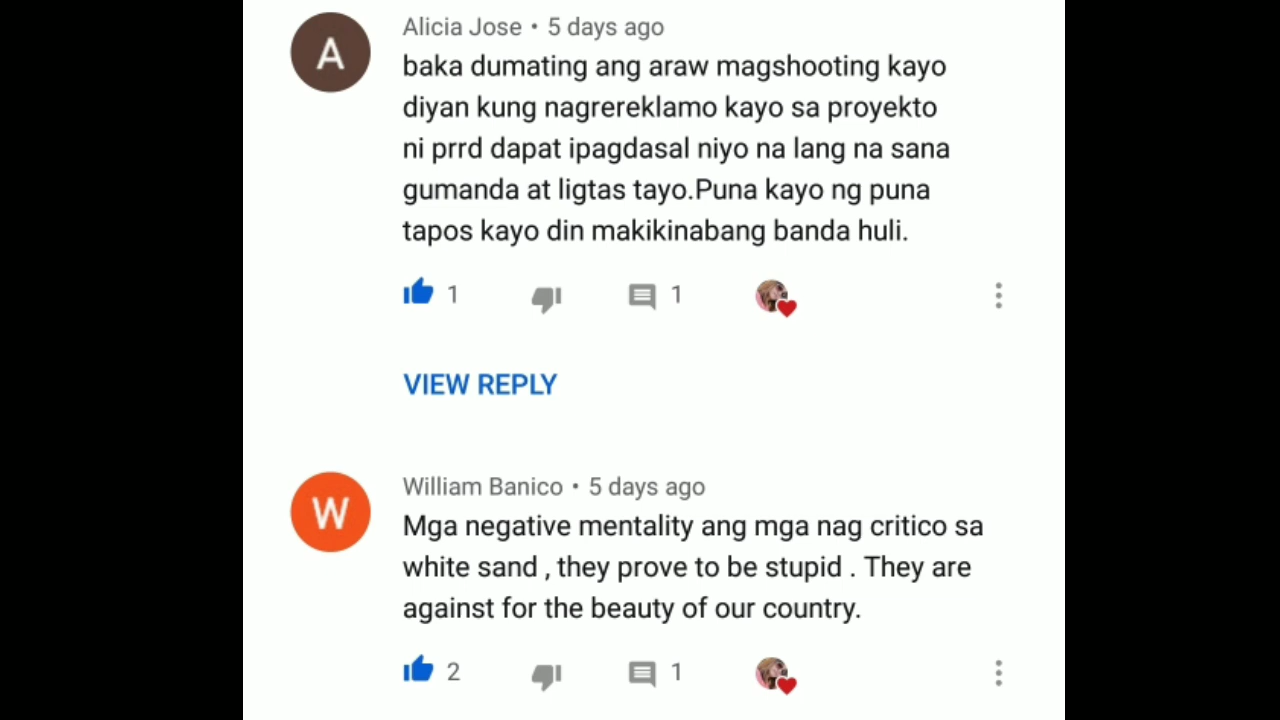 A
Alicia Jose • 5 days ago
baka dumating ang araw magshooting kayo
diyan kung nagrereklamo kayo sa proyekto
ni prrd dapat ipagdasal niyo na lang na sana
gumanda at ligtas tayo.Puna kayo ng puna
tapos kayo din makikinabang banda huli.
1 1
VIEW REPLY
W
William Banico • 5 days ago
Mga negative mentality ang mga nag critico sa
white sand , they prove to be stupid . They are
against for the beauty of our country.
2 1